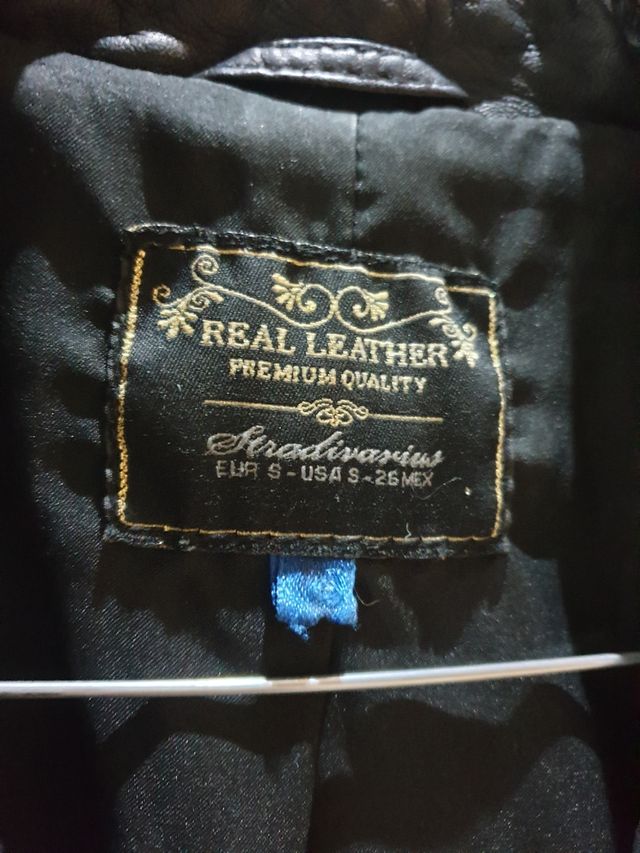 REAL LEATHER
PREMIUM QUALITY
Stradivarius
EUR S - USA S - 26 MEX